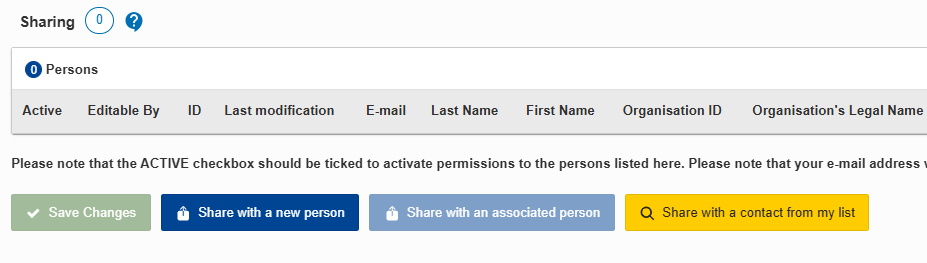 Sharing 0 ?
0 Persons
Active Editable By ID Last modification E-mail Last Name First Name Organisation ID Organisation's Legal Name
Please note that the ACTIVE checkbox should be ticked to activate permissions to the persons listed here. Please note that your e-mail address
Save Changes Share with a new person Share with an associated person Share with a contact from my list